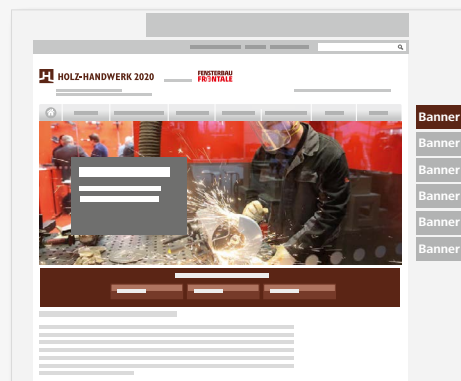 HOLZ-HANDWERK 2020
FENSTERBAU
FRONTALE
Banner
Banner
Banner
Banner
Banner
Banner